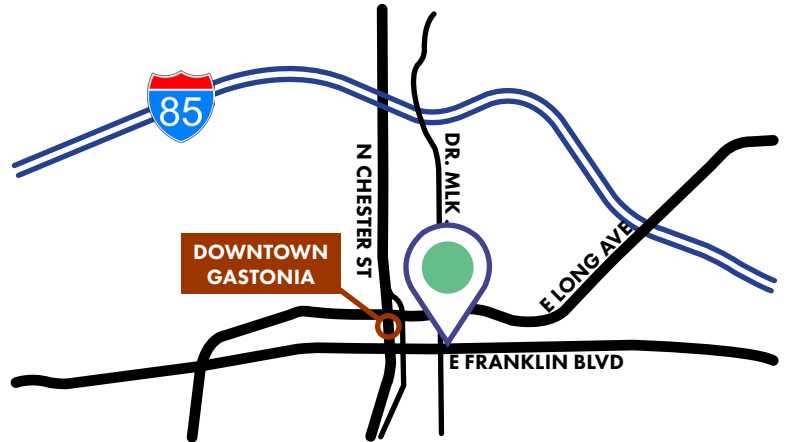 85
N CHESTER ST
DR. MLK
DOWNTOWN
GASTONIA
E LONG AVE
E FRANKLIN BLVD